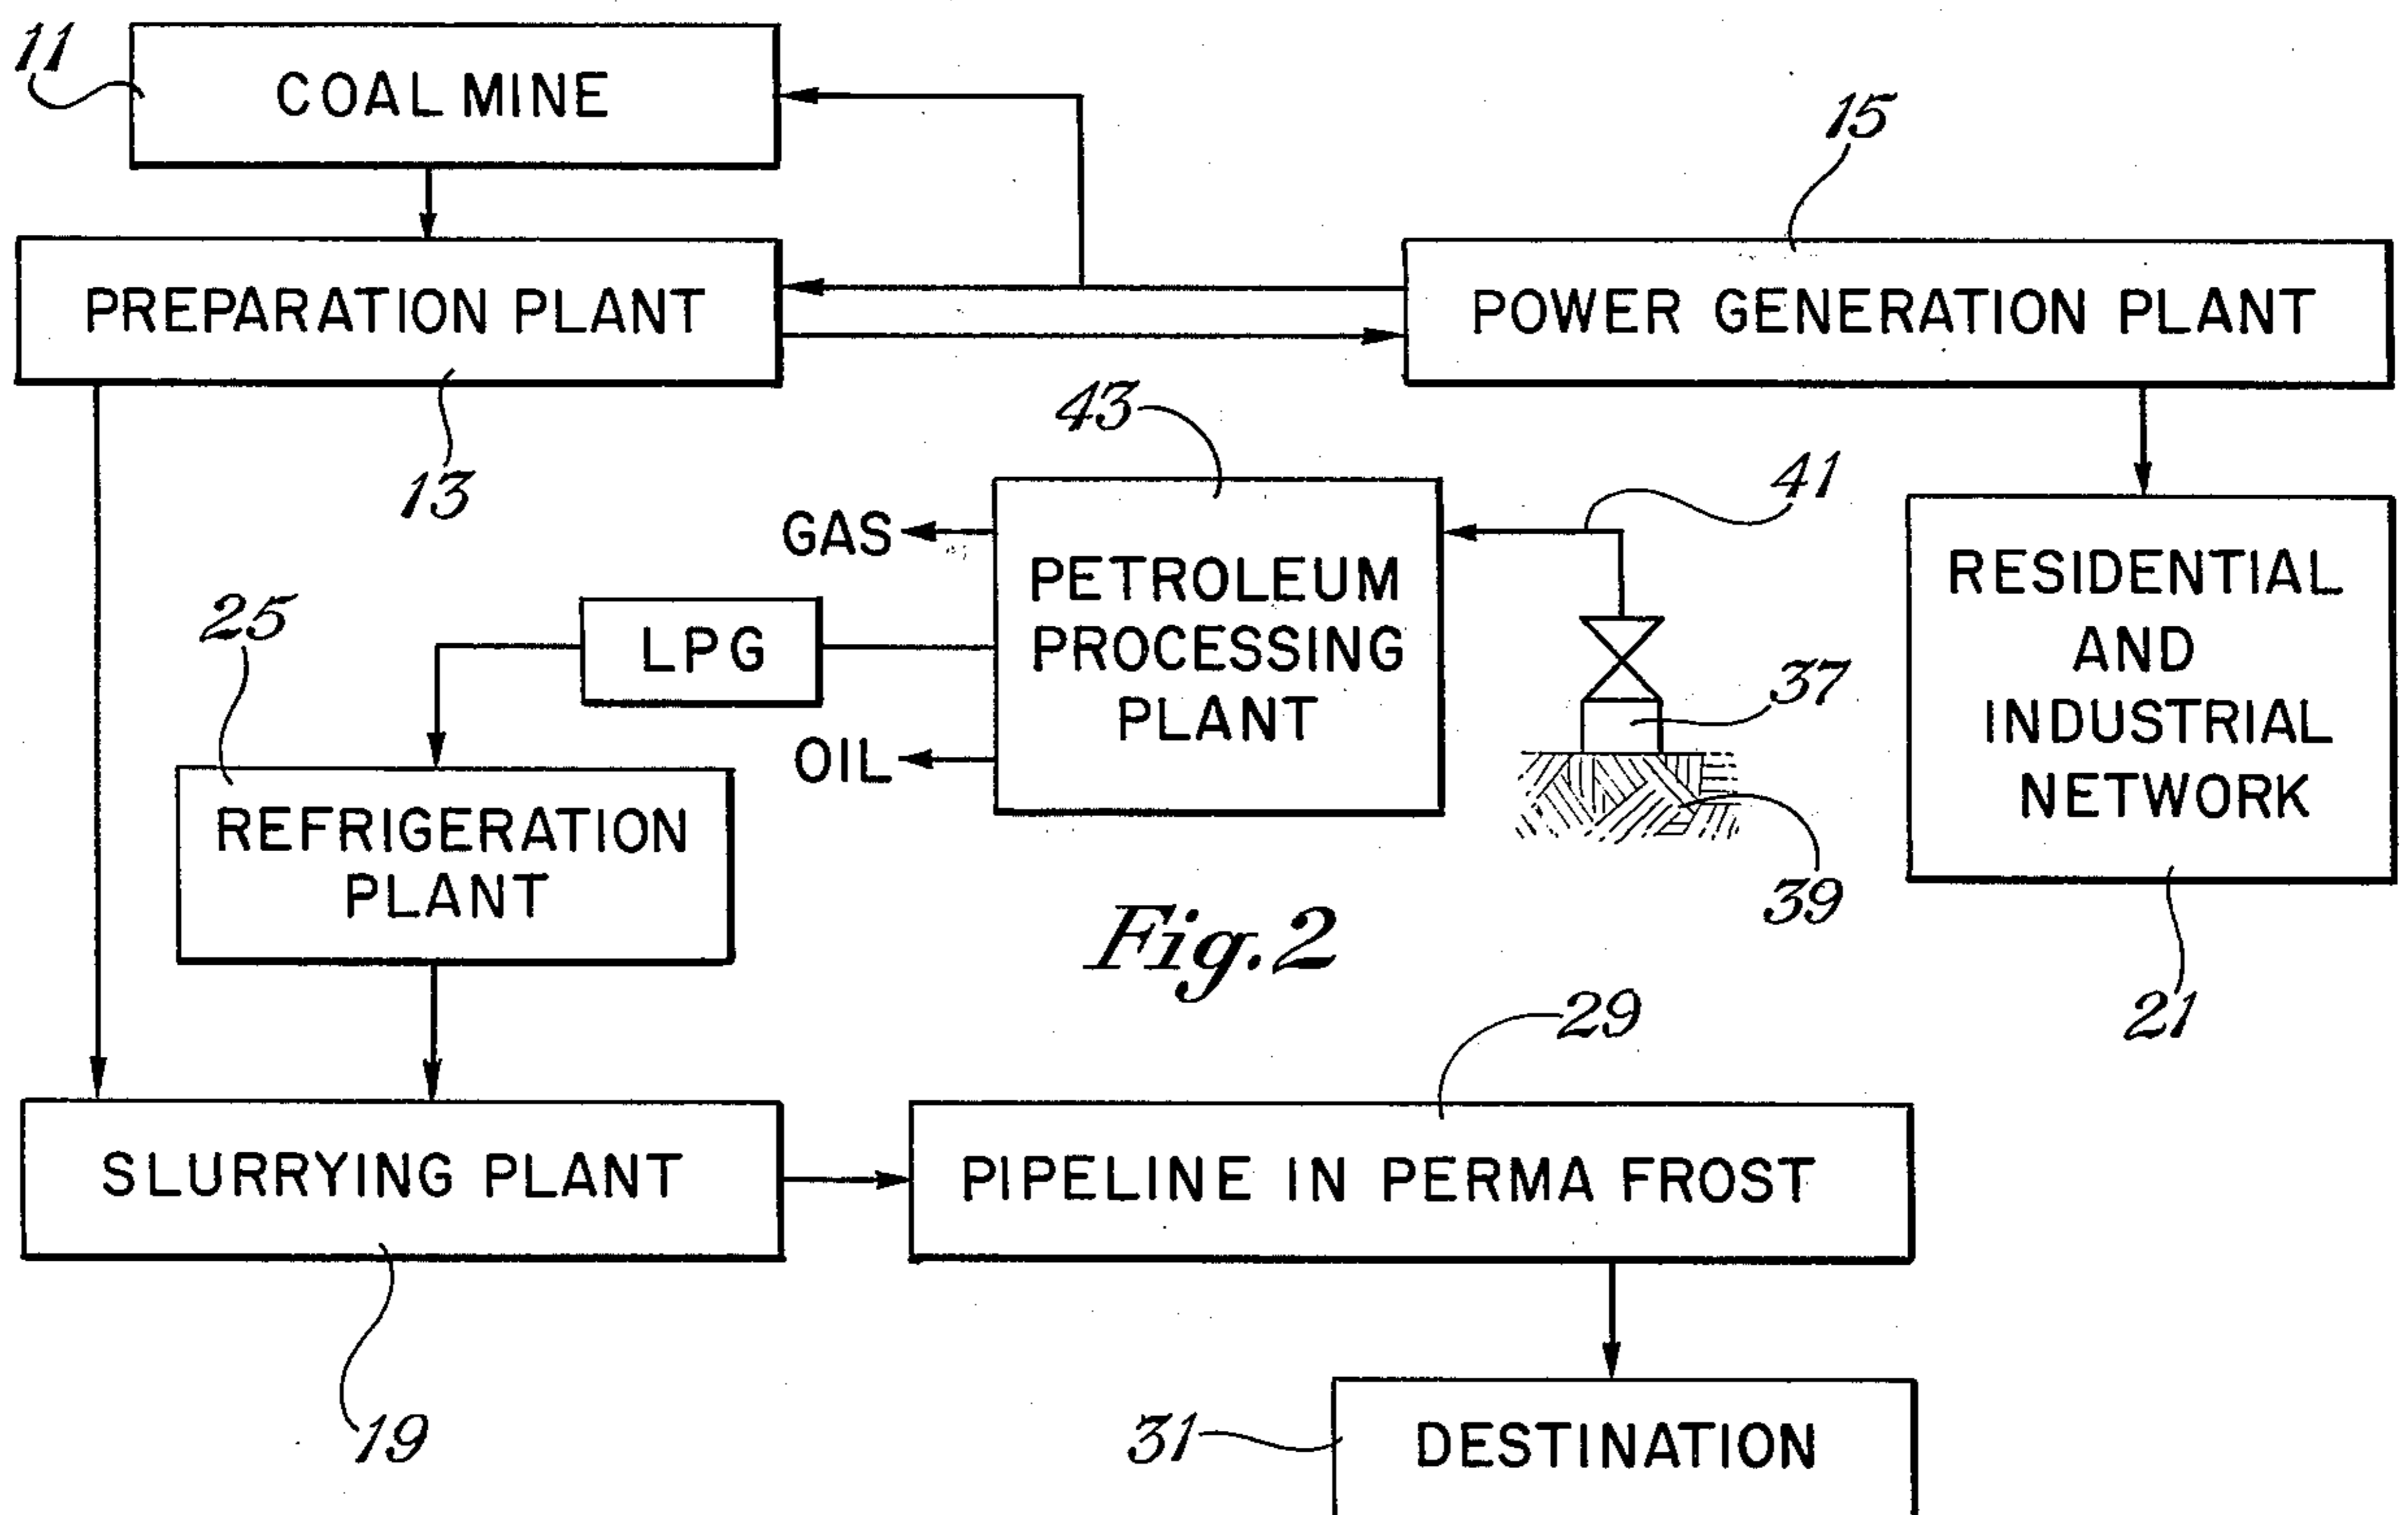 11
COAL MINE
15
PREPARATION PLANT
POWER GENERATION PLANT
13
43
41
GAS
PETROLEUM
PROCESSING
PLANT
RESIDENTIAL
AND
INDUSTRIAL
NETWORK
25
LPG
37
OIL
REFRIGERATION
PLANT
39
Fig.2
29
21
SLURRYING PLANT
PIPELINE IN PERMA FROST
19
31
DESTINATION